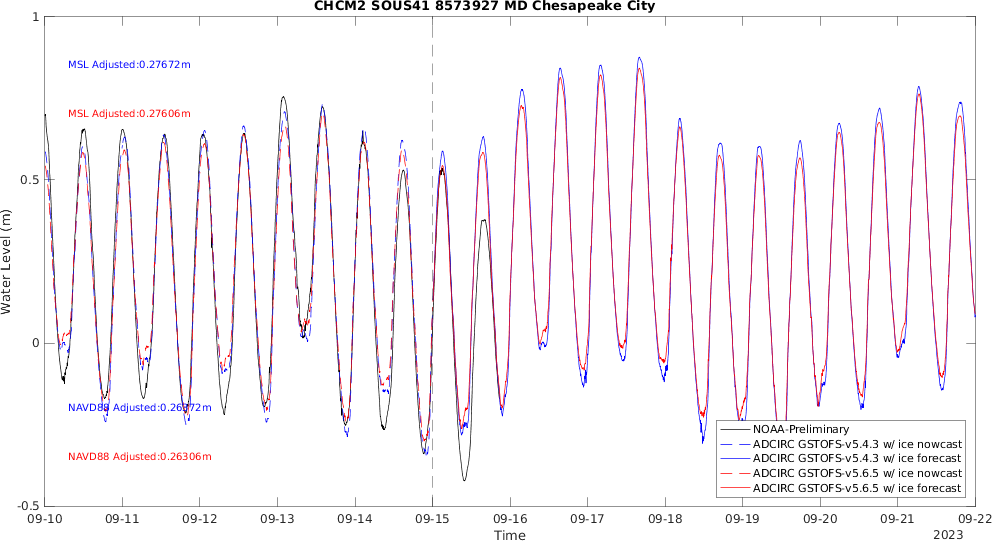 CHCM2 SOUS41 8573927 MD Chesapeake City
1
MSL Adjusted:0.27672m
MSL Adjusted:0.27606m
0.5
Water Level (m)
0
NAVD88 Adjusted:0.26372m
NAVD88 Adjusted:0.26306m
-0.5
NOAA-Preliminary
ADCIRC GSTOFS-v5.4.3 w/ ice nowcast
ADCIRC GSTOFS-v5.4.3 w/ ice forecast
ADCIRC GSTOFS-v5.6.5 w/ ice nowcast
ADCIRC GSTOFS-v5.6.5 w/ ice forecast
09-10 09-11 09-12 09-13 09-14 09-15 09-16 09-17 09-18 09-19 09-20 09-21 09-22
Time
2023